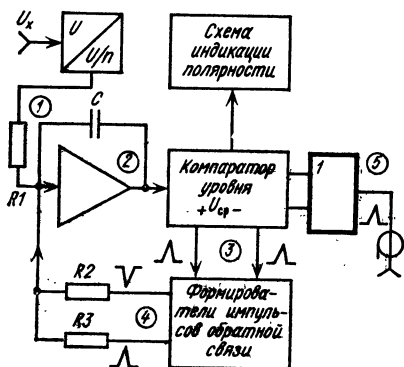 Uₓ
U
U/n
Схема
индикации
полярности
1
C
2
R1
Компаратор
уровня
+Uср−
1
5
3
R2
4
R3
Формирова-
тели импуль-
сов обратной
связи